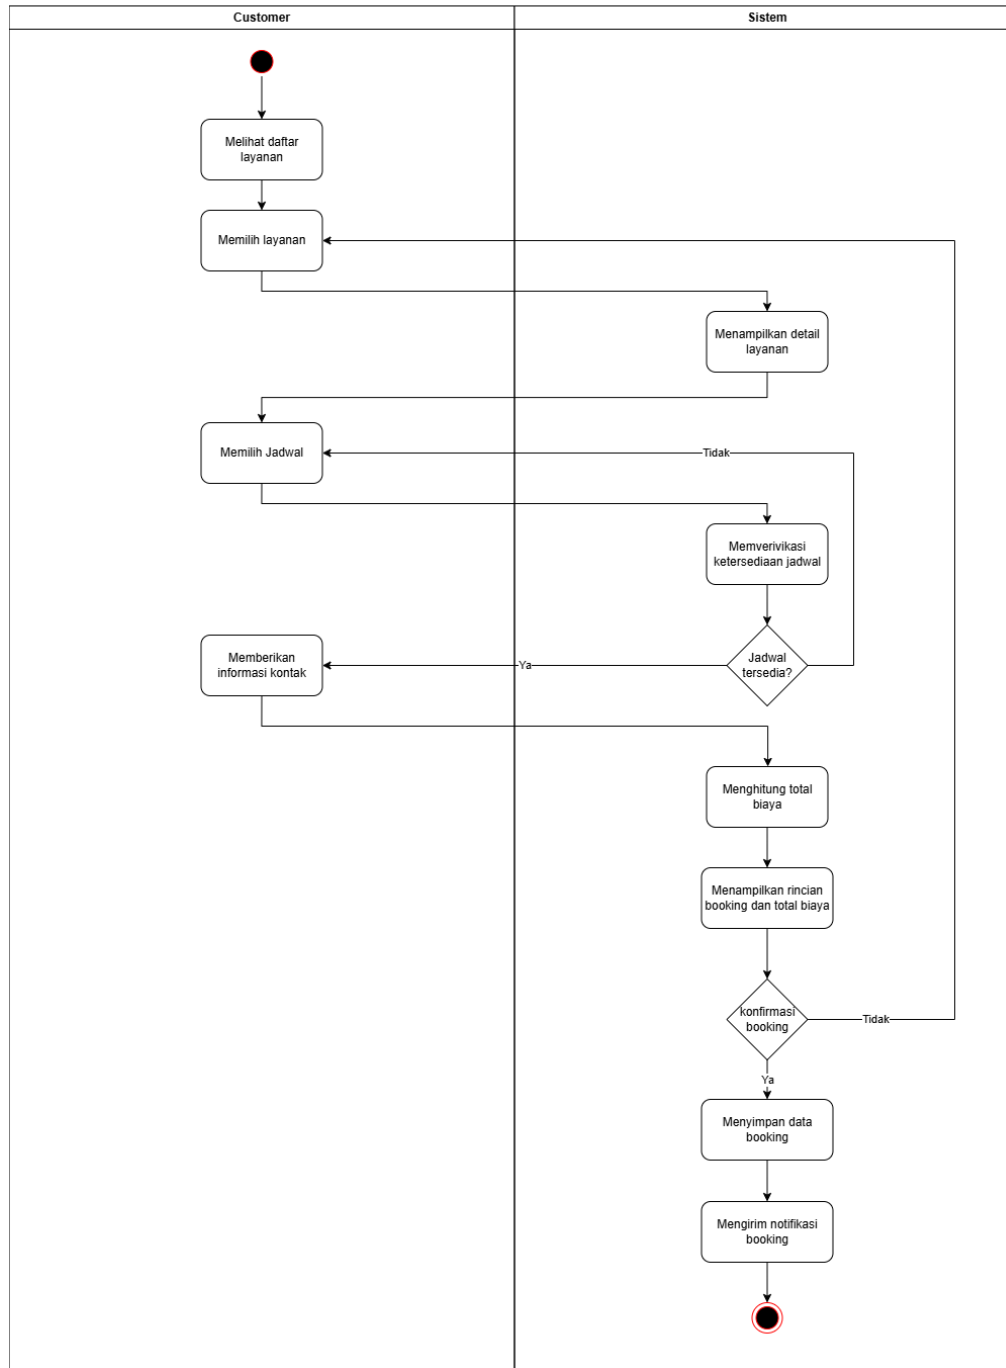 Customer
Sistem
Melihat daftar
layanan
Memilih layanan
Menampilkan detail
layanan
Memilih Jadwal
Tidak
Memverivikasi
ketersediaan jadwal
Jadwal
tersedia?
Ya
Memberikan
informasi kontak
Menghitung total
biaya
Menampilkan rincian
booking dan total biaya
konfirmasi
booking
Tidak
Ya
Menyimpan data
booking
Mengirim notifikasi
booking